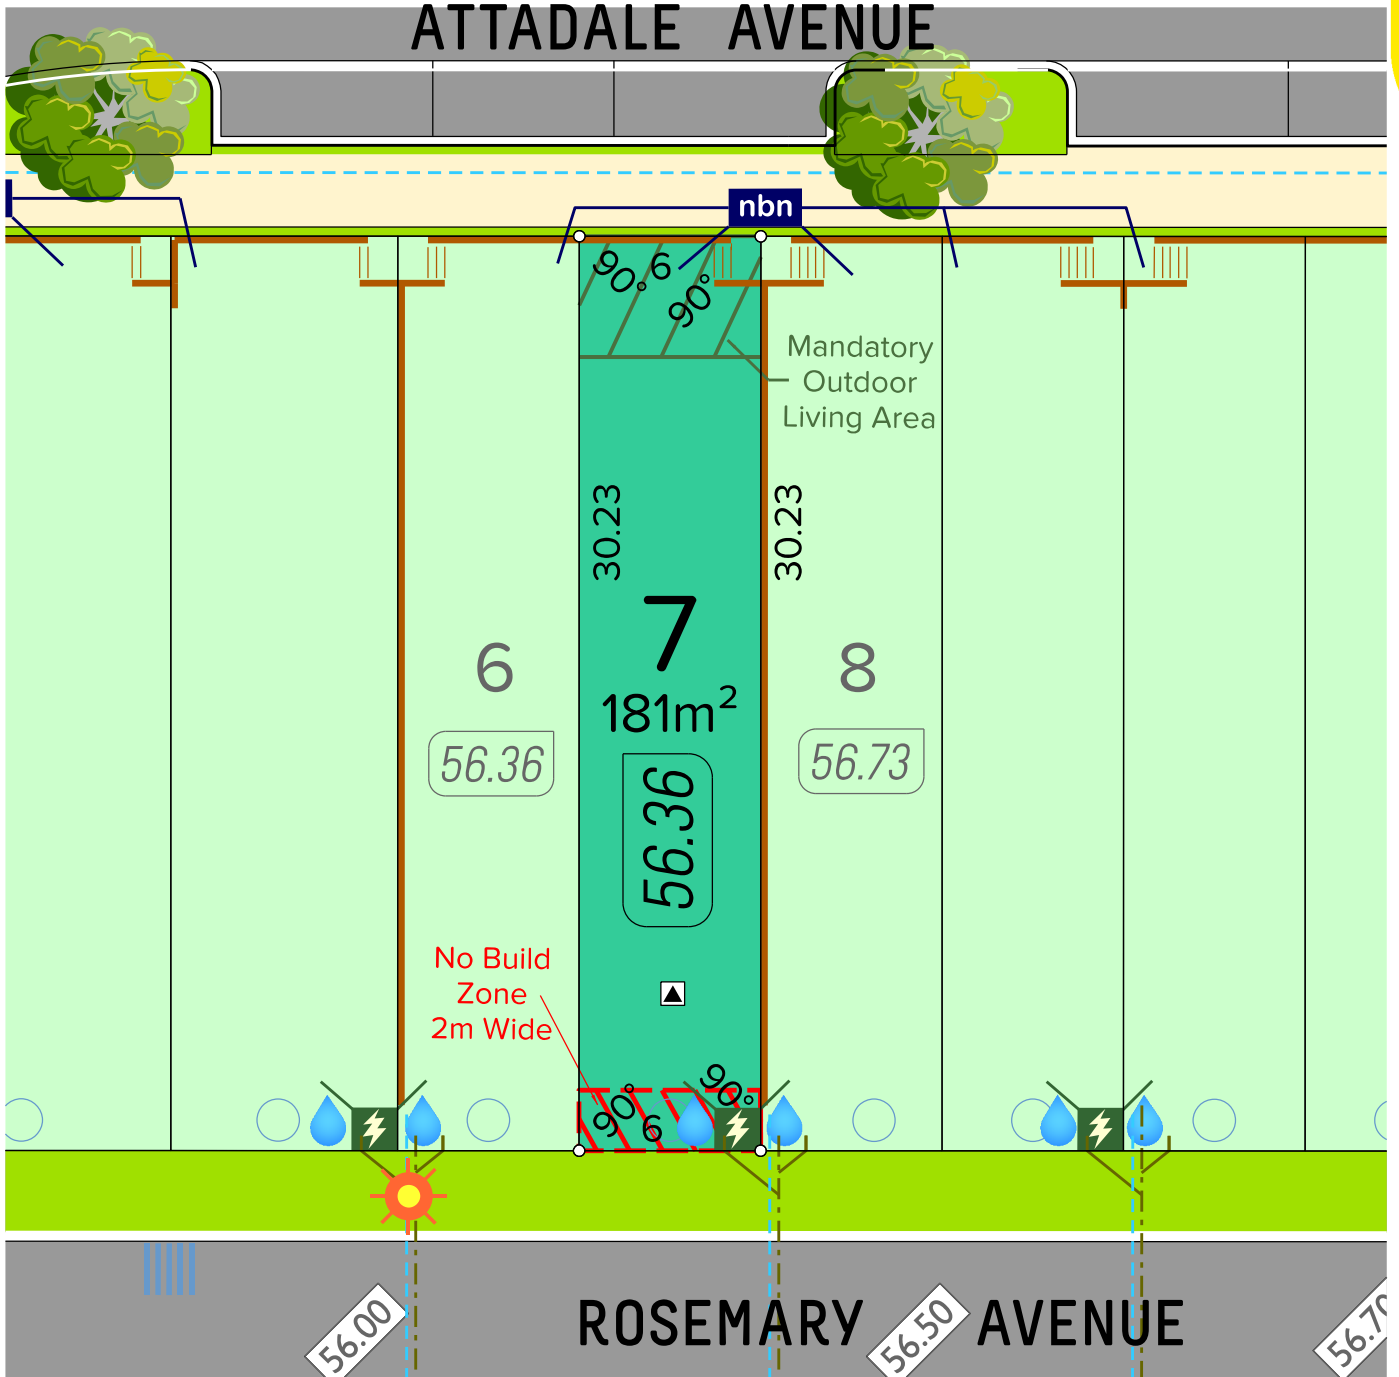 ATTADALE AVENUE
nbn
90° 6 90°
Mandatory
Outdoor
Living Area
30.23
30.23
7
6
8
181m²
56.36
56.73
56.36
No Build
Zone
2m Wide
90° 6 90°
ROSEMARY AVENUE
56.00
56.50
56.70